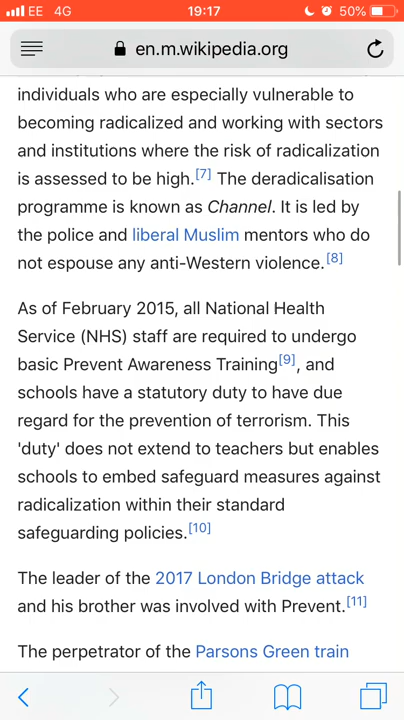 EE 4G 19:17 50%
en.m.wikipedia.org
individuals who are especially vulnerable to
becoming radicalized and working with sectors
and institutions where the risk of radicalization
is assessed to be high.[7] The deradicalisation
programme is known as Channel. It is led by
the police and liberal Muslim mentors who do
not espouse any anti-Western violence.[8]
As of February 2015, all National Health
Service (NHS) staff are required to undergo
basic Prevent Awareness Training[9], and
schools have a statutory duty to have due
regard for the prevention of terrorism. This
'duty' does not extend to teachers but enables
schools to embed safeguard measures against
radicalization within their standard
safeguarding policies.[10]
The leader of the 2017 London Bridge attack
and his brother was involved with Prevent.[11]
The perpetrator of the Parsons Green train